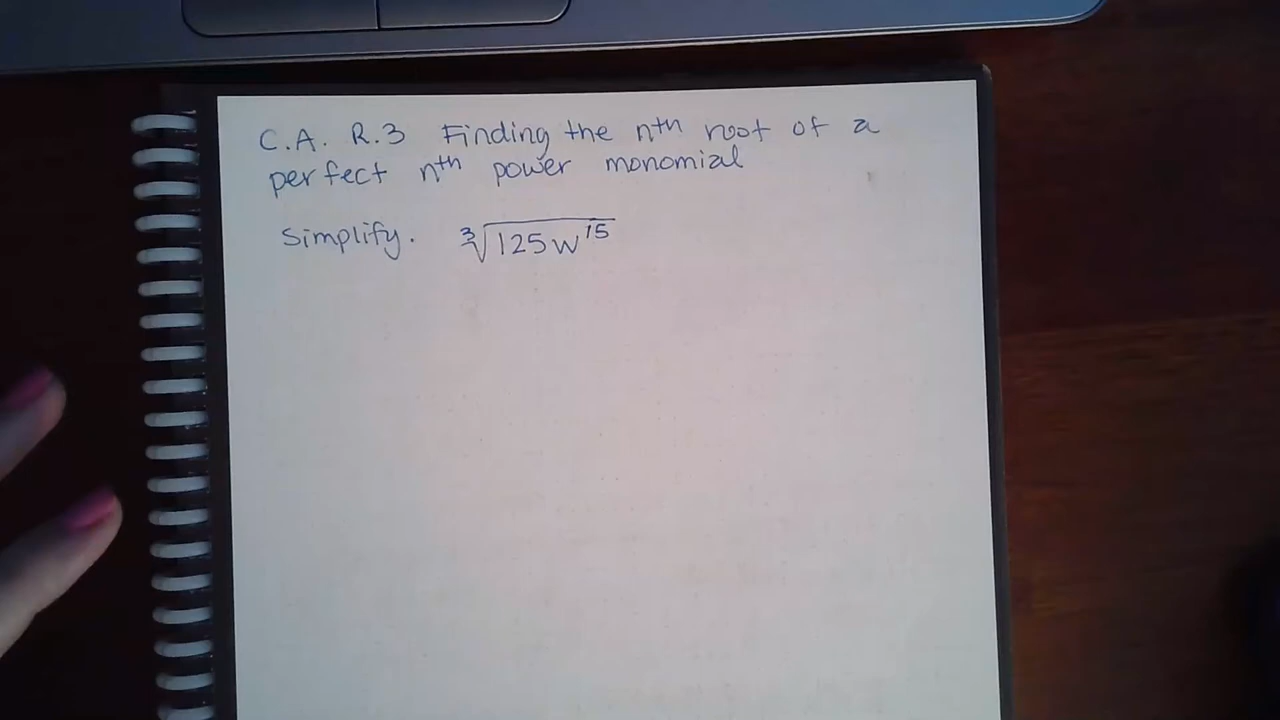 C.A. R.3 Finding the nth root of a
perfect nth power monomial
Simplify. ∛125w¹⁵